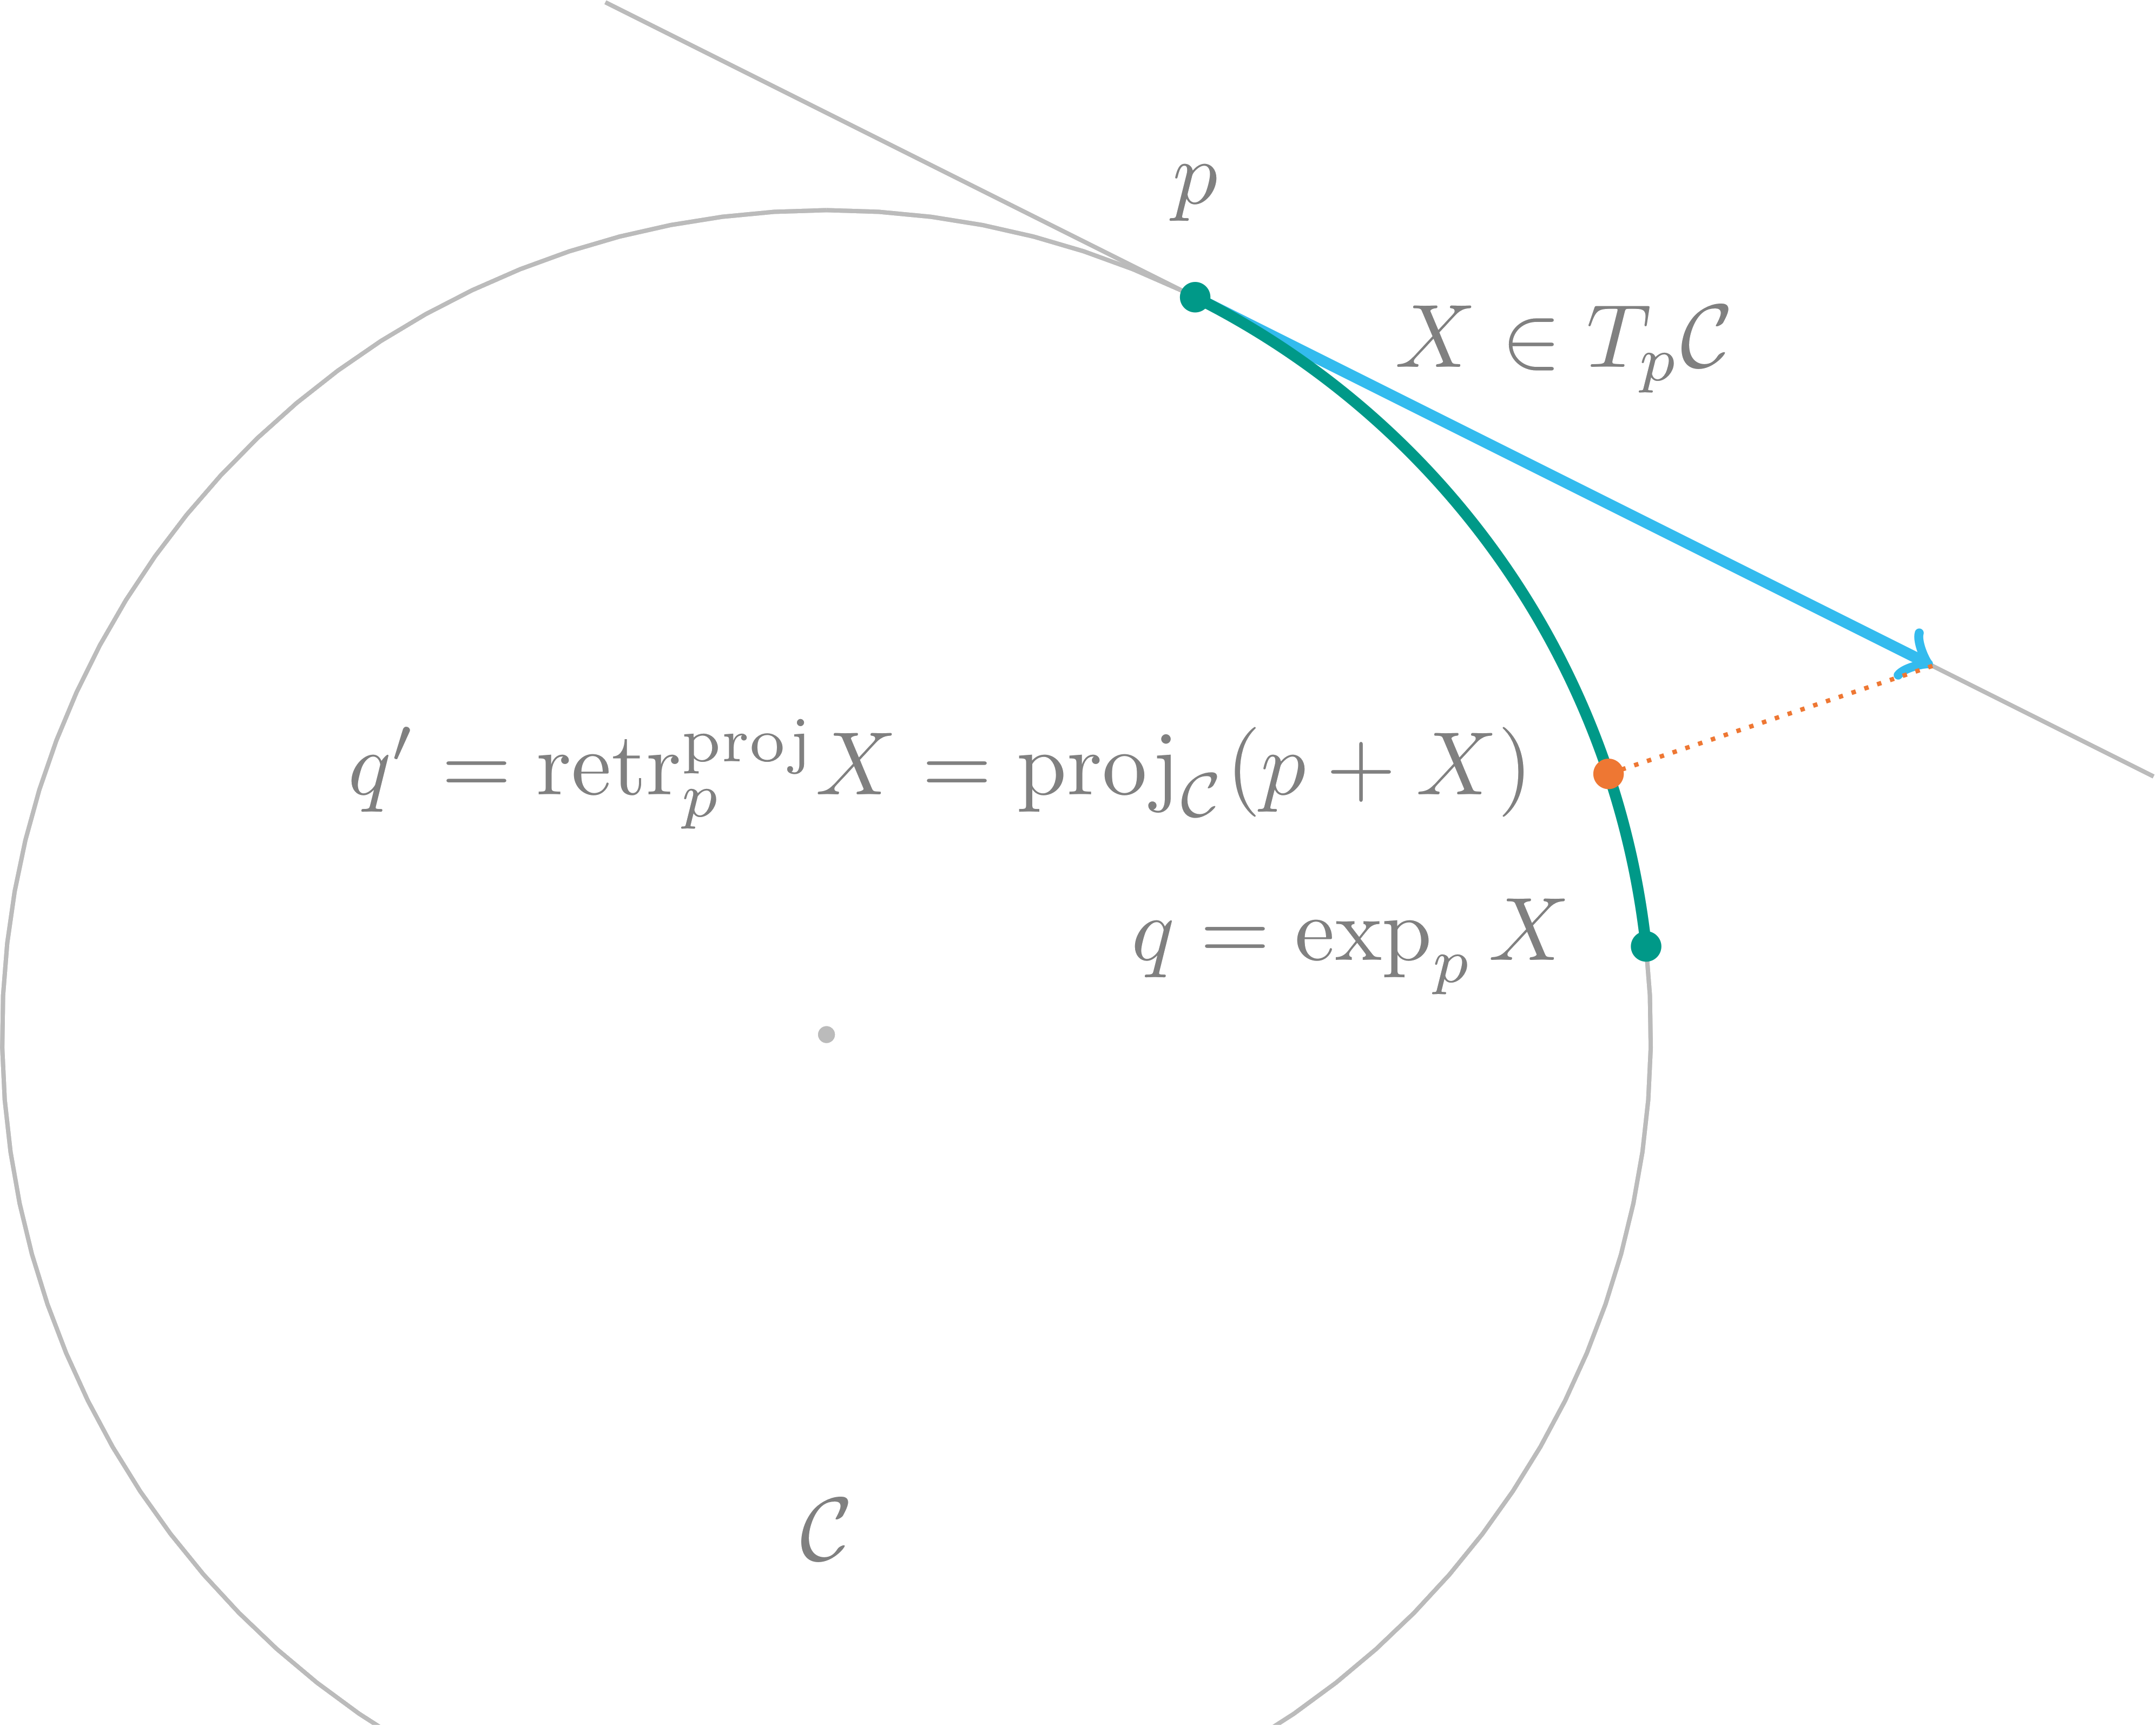 p
X ∈ T_p𝒞
q′ = retr_p^proj X = proj_𝒞(p + X)
q = exp_p X
𝒞